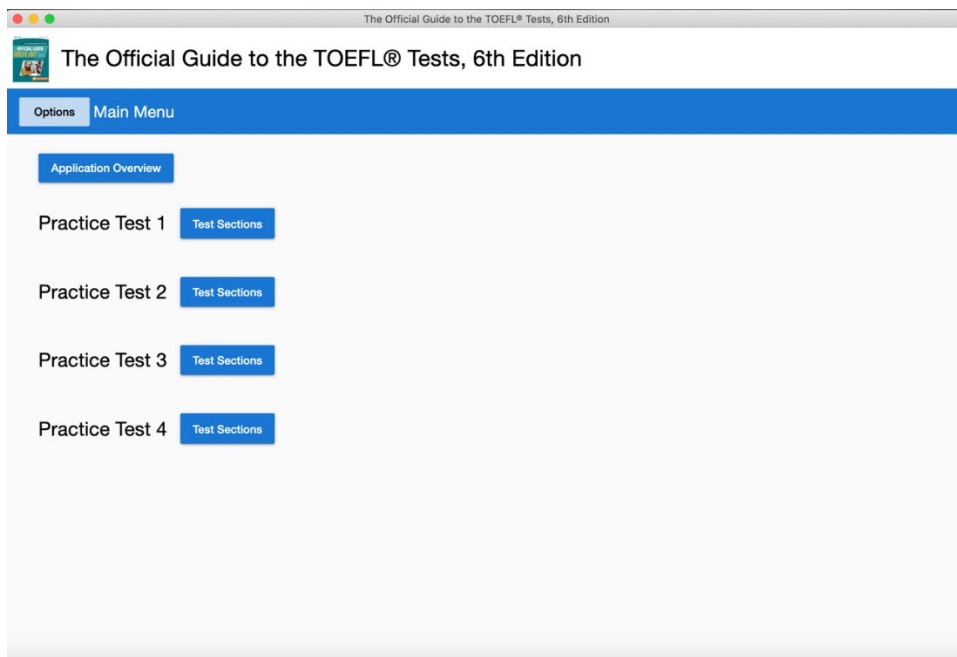 The Official Guide to the TOEFL® Tests, 6th Edition
The Official Guide to the TOEFL® Tests, 6th Edition
Options Main Menu
Application Overview
Practice Test 1 Test Sections
Practice Test 2 Test Sections
Practice Test 3 Test Sections
Practice Test 4 Test Sections